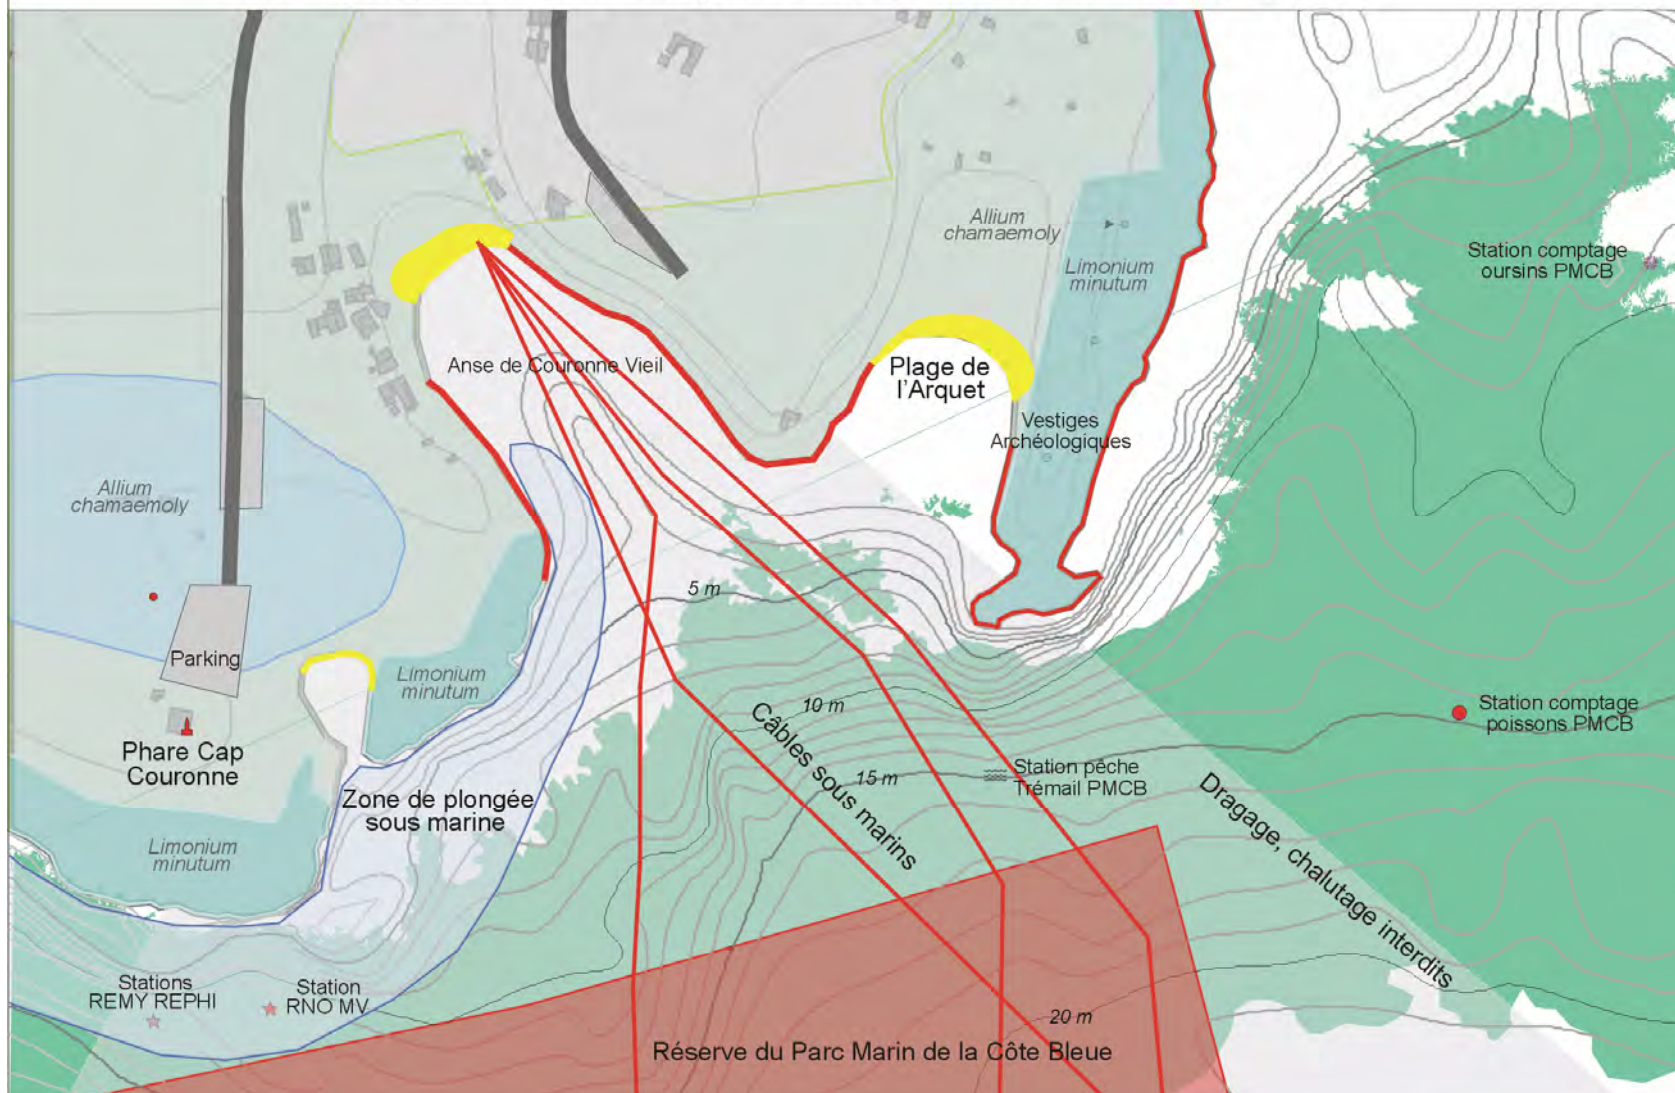 Allium
chamaemoly
Limonium
minutum
Station comptage
oursins PMCB
Anse de Couronne Vieil
Plage de
l'Arquet
Vestiges
Archéologiques
Allium
chamaemoly
5 m
Parking
Limonium
minutum
10 m
Câbles sous marins
Station comptage
poissons PMCB
Phare Cap
Couronne
Zone de plongée
sous marine
15 m
Station pêche
Trémail PMCB
Dragage, chalutage interdits
Limonium
minutum
Stations
REMY REPHI
Station
RNO MV
20 m
Réserve du Parc Marin de la Côte Bleue